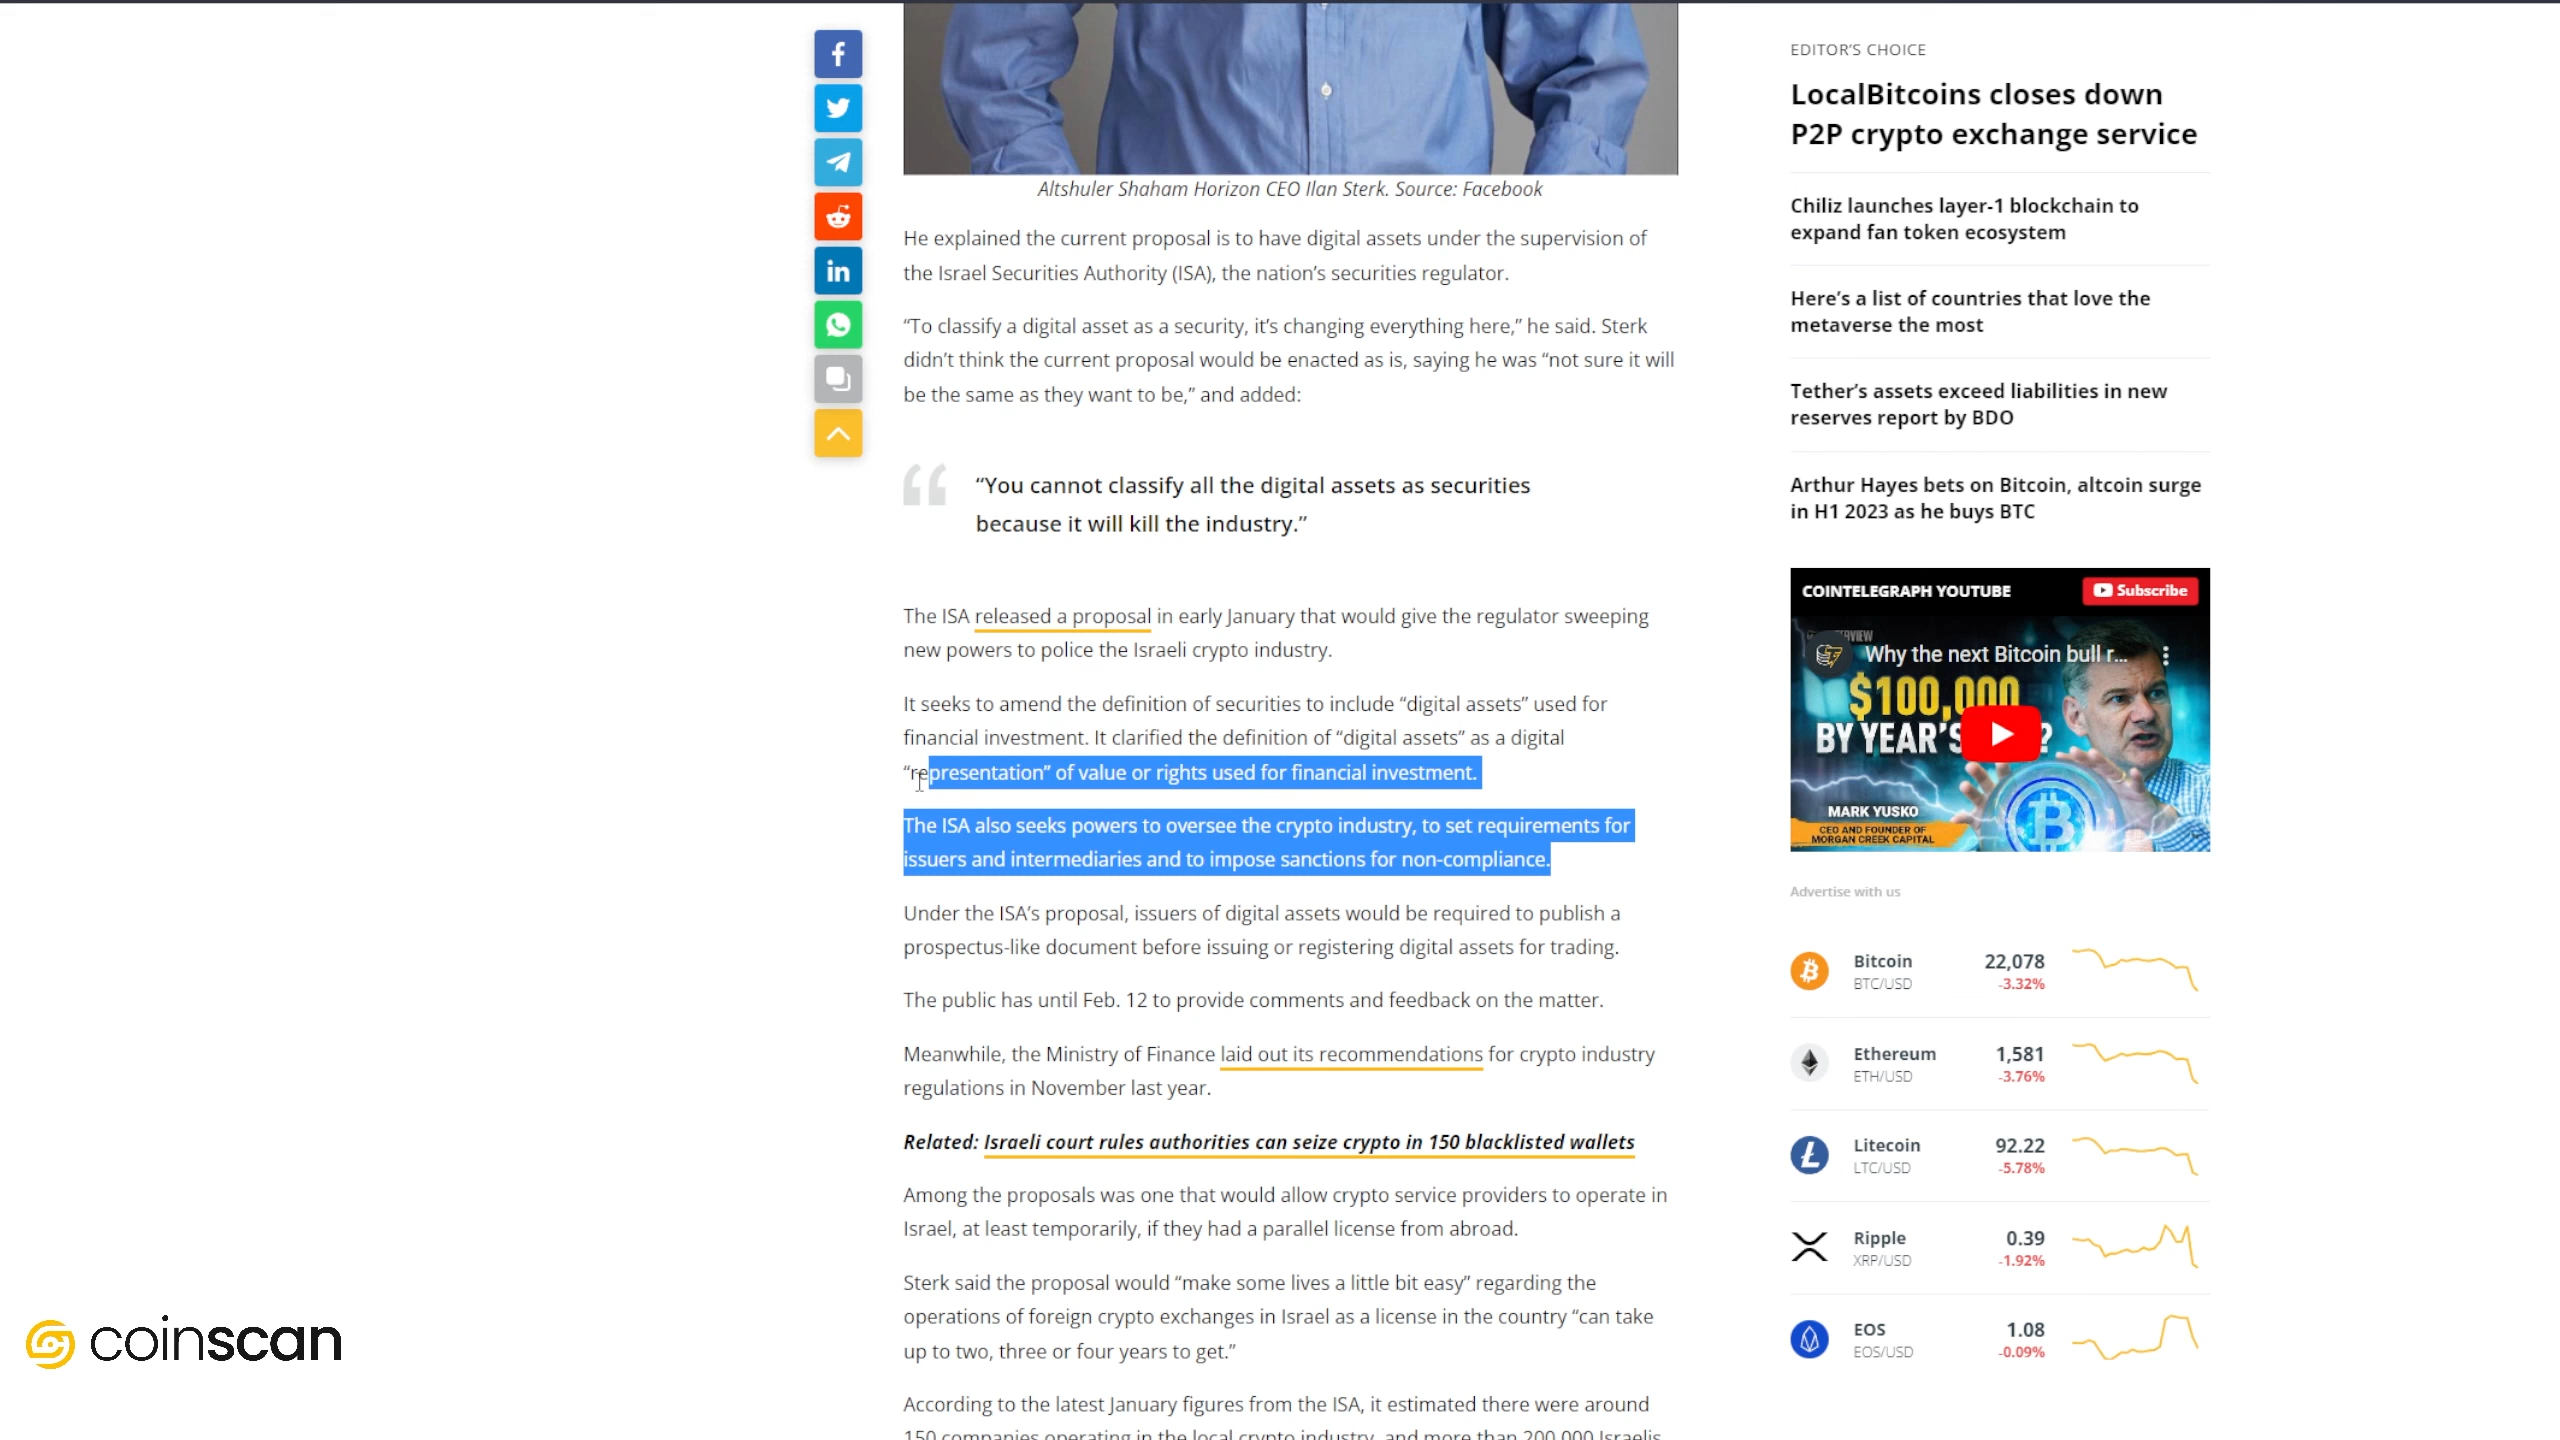 Altshuler Shaham Horizon CEO Ilan Sterk. Source: Facebook
He explained the current proposal is to have digital assets under the supervision of
the Israel Securities Authority (ISA), the nation’s securities regulator.
“To classify a digital asset as a security, it’s changing everything here,” he said. Sterk
didn’t think the current proposal would be enacted as is, saying he was “not sure it will
be the same as they want to be,” and added:
“You cannot classify all the digital assets as securities
because it will kill the industry.”
The ISA released a proposal in early January that would give the regulator sweeping
new powers to police the Israeli crypto industry.
It seeks to amend the definition of securities to include “digital assets” used for
financial investment. It clarified the definition of “digital assets” as a digital
“representation” of value or rights used for financial investment.
The ISA also seeks powers to oversee the crypto industry, to set requirements for
issuers and intermediaries and to impose sanctions for non-compliance.
Under the ISA’s proposal, issuers of digital assets would be required to publish a
prospectus-like document before issuing or registering digital assets for trading.
The public has until Feb. 12 to provide comments and feedback on the matter.
Meanwhile, the Ministry of Finance laid out its recommendations for crypto industry
regulations in November last year.
Related: Israeli court rules authorities can seize crypto in 150 blacklisted wallets
Among the proposals was one that would allow crypto service providers to operate in
Israel, at least temporarily, if they had a parallel license from abroad.
Sterk said the proposal would “make some lives a little bit easy” regarding the
operations of foreign crypto exchanges in Israel as a license in the country “can take
up to two, three or four years to get.”
According to the latest January figures from the ISA, it estimated there were around
150 companies operating in the local crypto industry, and more than 200,000 Israelis
EDITOR’S CHOICE
LocalBitcoins closes down
P2P crypto exchange service
Chiliz launches layer-1 blockchain to
expand fan token ecosystem
Here’s a list of countries that love the
metaverse the most
Tether’s assets exceed liabilities in new
reserves report by BDO
Arthur Hayes bets on Bitcoin, altcoin surge
in H1 2023 as he buys BTC
COINTELEGRAPH YOUTUBE
Subscribe
Why the next Bitcoin bull r...
$100,000
BY YEAR’S ?
MARK YUSKO
CEO AND FOUNDER OF
MORGAN CREEK CAPITAL
Advertise with us
Bitcoin 22,078
BTC/USD -3.32%
Ethereum 1,581
ETH/USD -3.76%
Litecoin 92.22
LTC/USD -5.78%
Ripple 0.39
XRP/USD -1.92%
EOS 1.08
EOS/USD -0.09%
coinscan